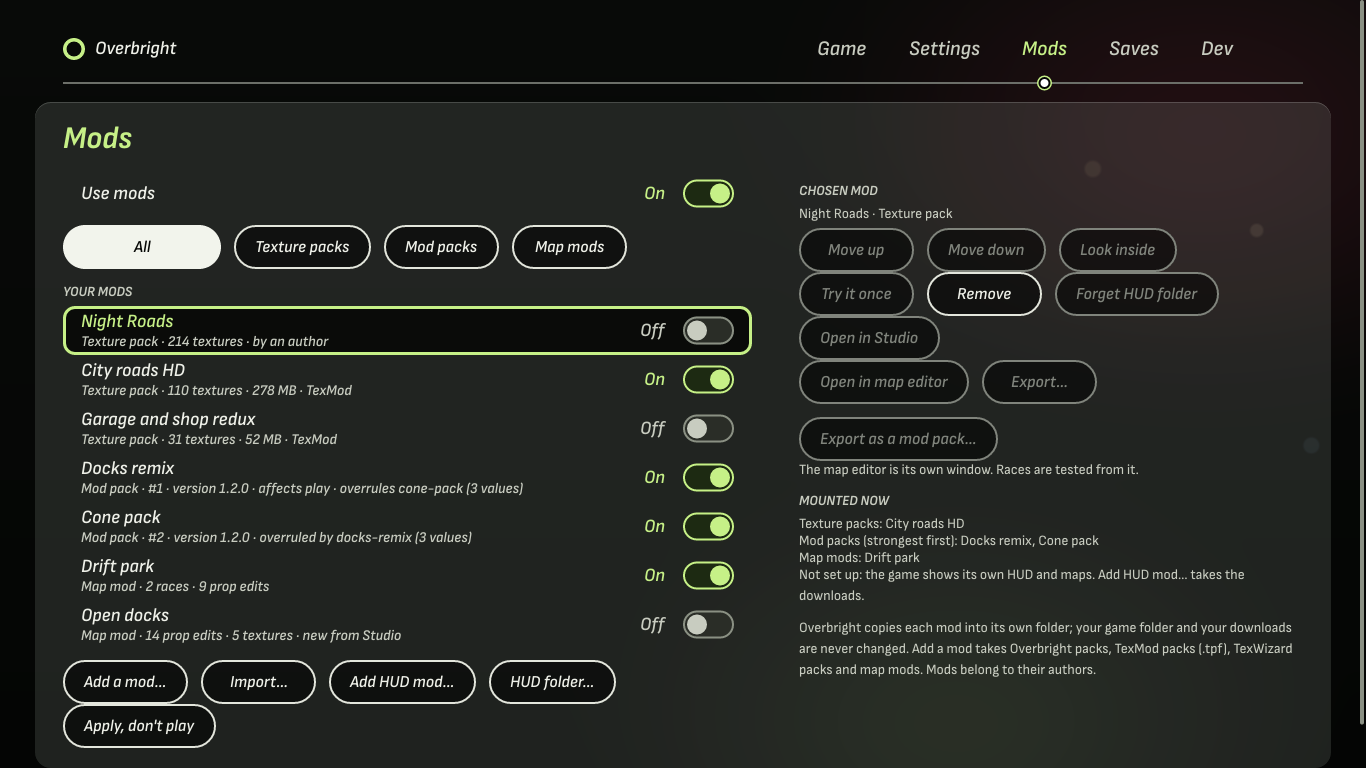 Overbright
Game Settings Mods Saves Dev
Mods
Use mods On
All Texture packs Mod packs Map mods
YOUR MODS
Night Roads
Texture pack · 214 textures · by an author
Off
City roads HD
Texture pack · 110 textures · 278 MB · TexMod
On
Garage and shop redux
Texture pack · 31 textures · 52 MB · TexMod
Off
Docks remix
Mod pack · #1 · version 1.2.0 · affects play · overrules cone-pack (3 values)
On
Cone pack
Mod pack · #2 · version 1.2.0 · overruled by docks-remix (3 values)
On
Drift park
Map mod · 2 races · 9 prop edits
On
Open docks
Map mod · 14 prop edits · 5 textures · new from Studio
Off
Add a mod... Import... Add HUD mod... HUD folder...
Apply, don't play
CHOSEN MOD
Night Roads · Texture pack
Move up Move down Look inside
Try it once Remove Forget HUD folder
Open in Studio
Open in map editor Export...
Export as a mod pack...
The map editor is its own window. Races are tested from it.
MOUNTED NOW
Texture packs: City roads HD
Mod packs (strongest first): Docks remix, Cone pack
Map mods: Drift park
Not set up: the game shows its own HUD and maps. Add HUD mod... takes the
downloads.
Overbright copies each mod into its own folder; your game folder and your downloads
are never changed. Add a mod takes Overbright packs, TexMod packs (.tpf), TexWizard
packs and map mods. Mods belong to their authors.